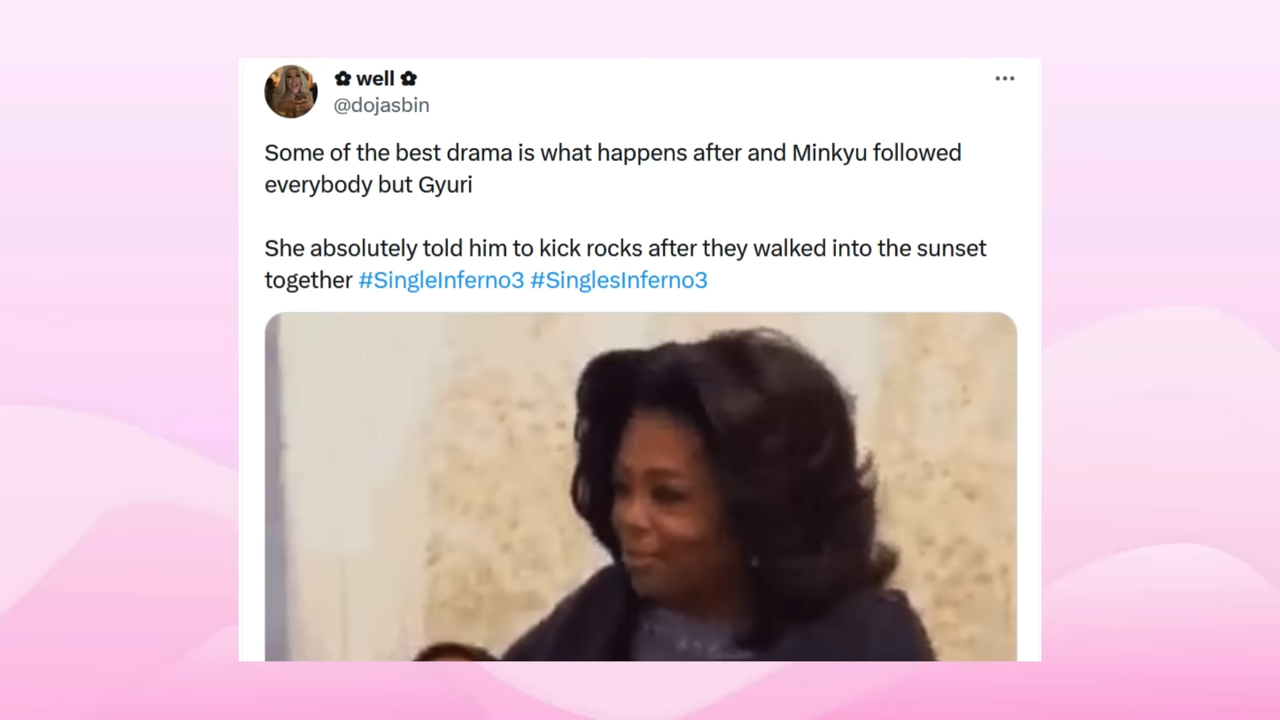 ✿ well ✿
@dojasbin
Some of the best drama is what happens after and Minkyu followed
everybody but Gyuri
She absolutely told him to kick rocks after they walked into the sunset
together #SingleInferno3 #SinglesInferno3